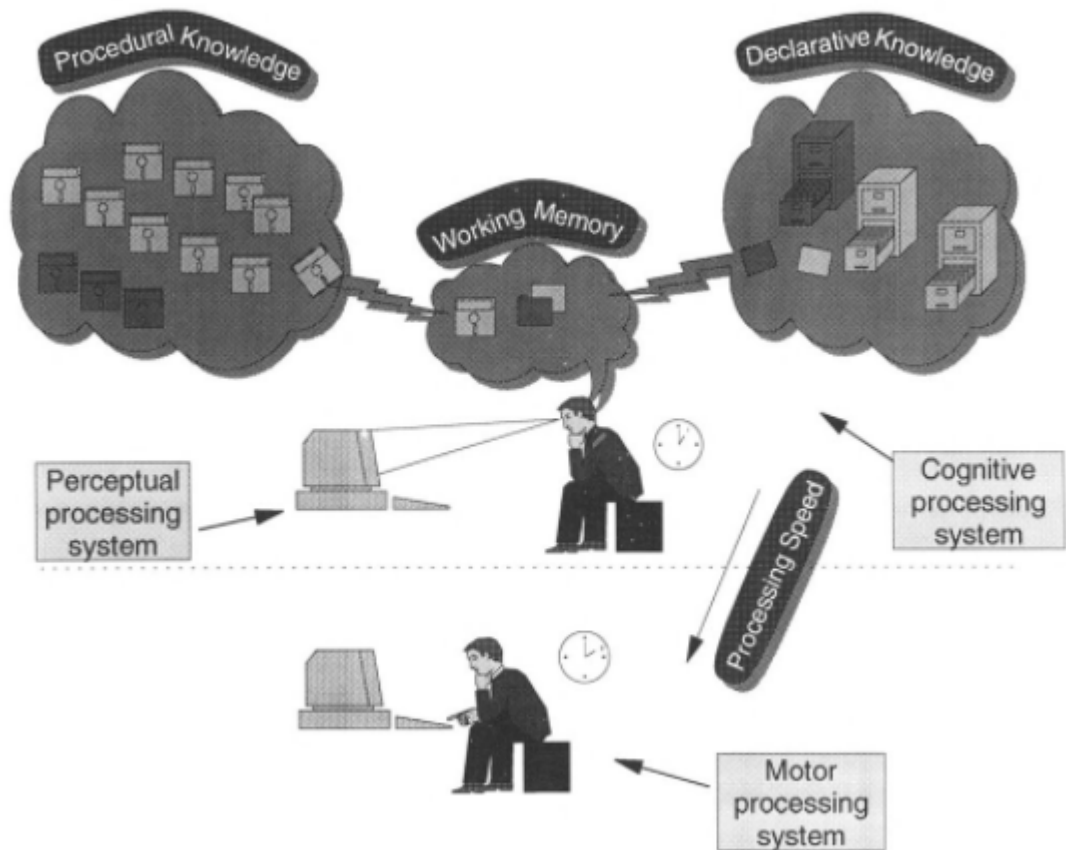 Procedural Knowledge
Declarative Knowledge
Working Memory
Perceptual
processing
system
Cognitive
processing
system
Processing Speed
Motor
processing
system